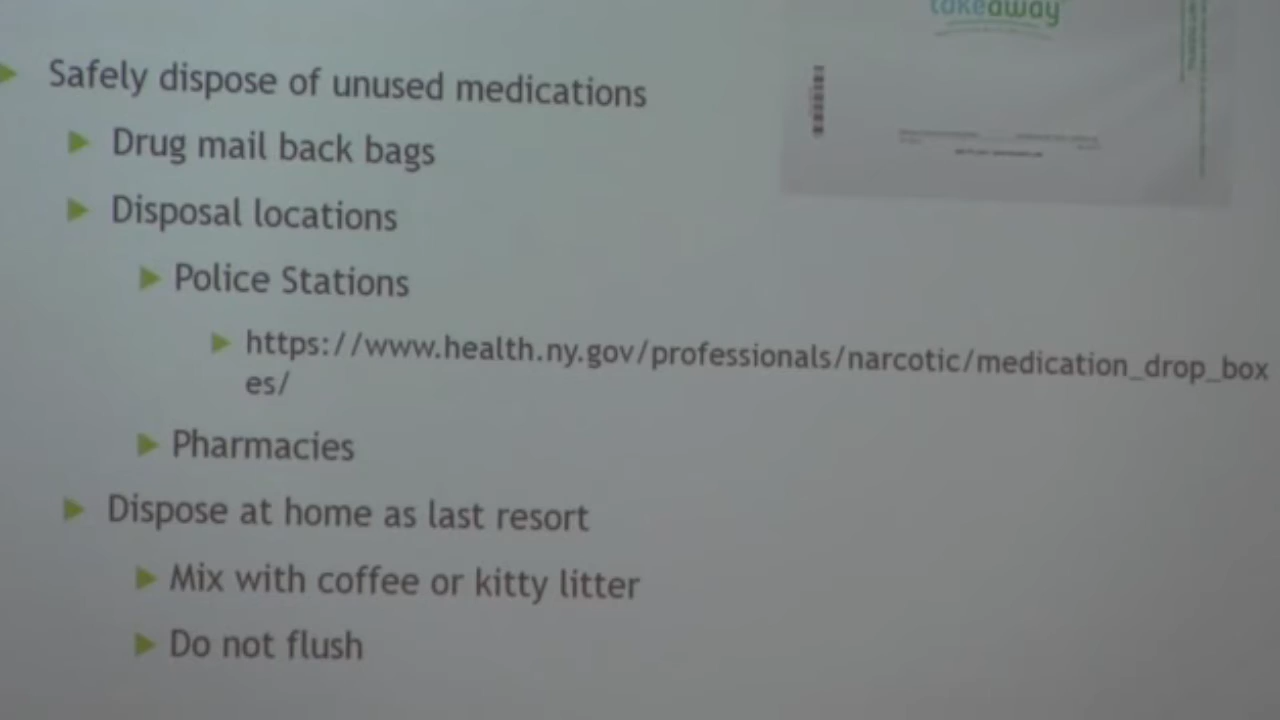 takeaway
Safely dispose of unused medications
Drug mail back bags
Disposal locations
Police Stations
https://www.health.ny.gov/professionals/narcotic/medication_drop_box
es/
Pharmacies
Dispose at home as last resort
Mix with coffee or kitty litter
Do not flush